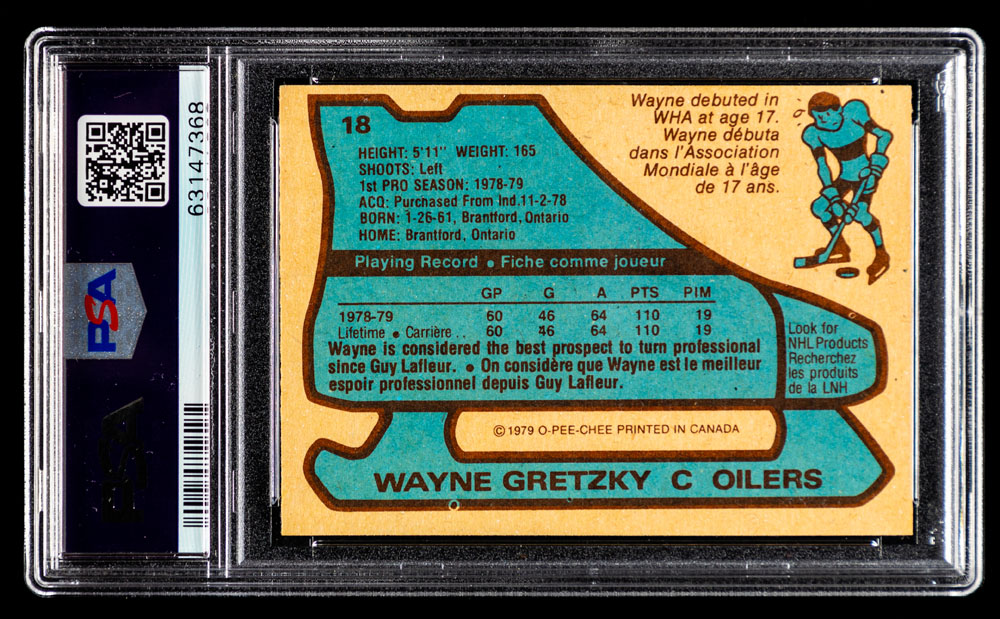 63147368
PSA
PSA
18
HEIGHT: 5'11" WEIGHT: 165
SHOOTS: Left
1st PRO SEASON: 1978-79
ACQ: Purchased From Ind.11-2-78
BORN: 1-26-61, Brantford, Ontario
HOME: Brantford, Ontario
Wayne debuted in
WHA at age 17.
Wayne débuta
dans l'Association
Mondiale à l'âge
de 17 ans.
Playing Record • Fiche comme joueur
GP G A PTS PIM
1978-79 60 46 64 110 19
Lifetime • Carrière .. 60 46 64 110 19
Wayne is considered the best prospect to turn professional
since Guy Lafleur. • On considère que Wayne est le meilleur
espoir professionnel depuis Guy Lafleur.
Look for
NHL Products
Recherchez
les produits
de la LNH
© 1979 O-PEE-CHEE PRINTED IN CANADA
WAYNE GRETZKY C OILERS